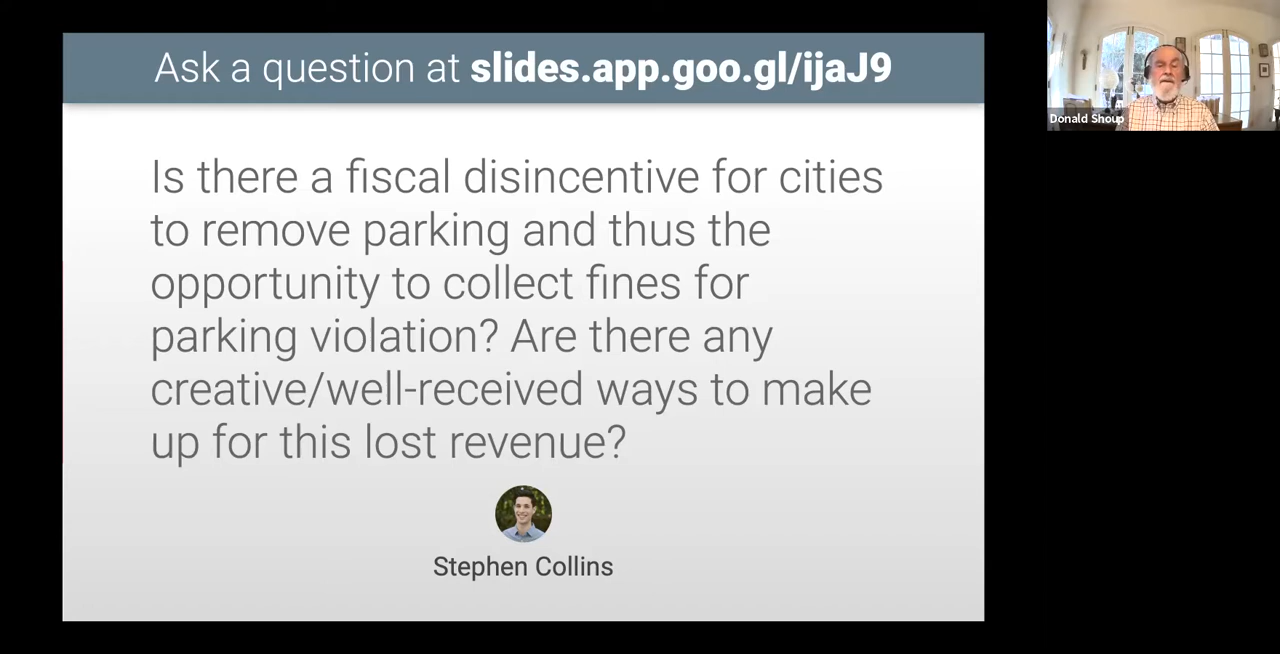 Ask a question at slides.app.goo.gl/ijaJ9
Donald Shoup
Is there a fiscal disincentive for cities
to remove parking and thus the
opportunity to collect fines for
parking violation? Are there any
creative/well-received ways to make
up for this lost revenue?
Stephen Collins